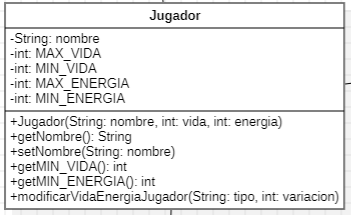 Jugador
-String: nombre
-int: MAX_VIDA
-int: MIN_VIDA
-int: MAX_ENERGIA
-int: MIN_ENERGIA
+Jugador(String: nombre, int: vida, int: energia)
+getNombre(): String
+setNombre(String: nombre)
+getMIN_VIDA(): int
+getMIN_ENERGIA(): int
+modificarVidaEnergiaJugador(String: tipo, int: variacion)